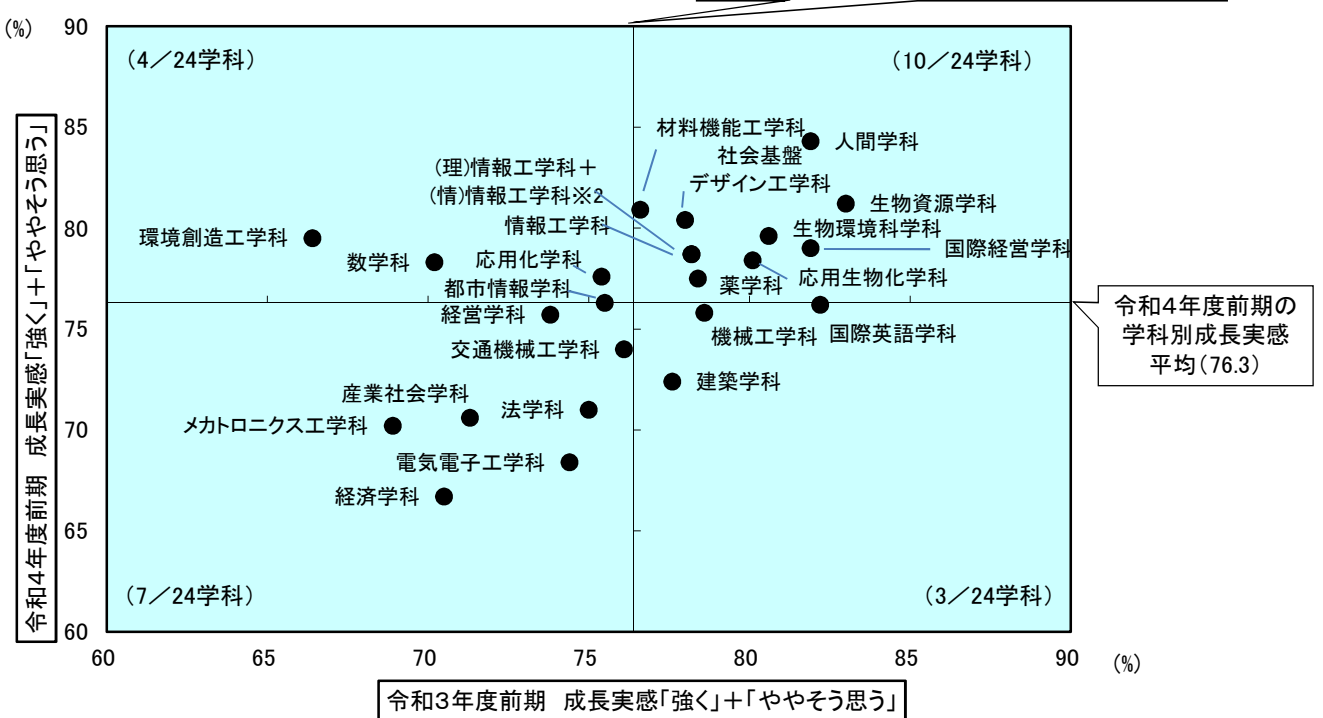 (%)
90
(4/24学科)
(10/24学科)
85
材料機能工学科
人間学科
社会基盤
デザイン工学科
(理)情報工学科+
(情)情報工学科※2
生物資源学科
80
情報工学科
生物環境科学科
国際経営学科
環境創造工学科
数学科
応用化学科
応用生物化学科
薬学科
都市情報学科
経営学科
機械工学科
国際英語学科
令和4年度前期の
学科別成長実感
平均(76.3)
75
交通機械工学科
建築学科
産業社会学科
法学科
メカトロニクス工学科
70
電気電子工学科
経済学科
65
(7/24学科)
(3/24学科)
60
令和4年度前期 成長実感「強く」+「ややそう思う」
60
65
70
75
80
85
90
(%)
令和3年度前期 成長実感「強く」+「ややそう思う」